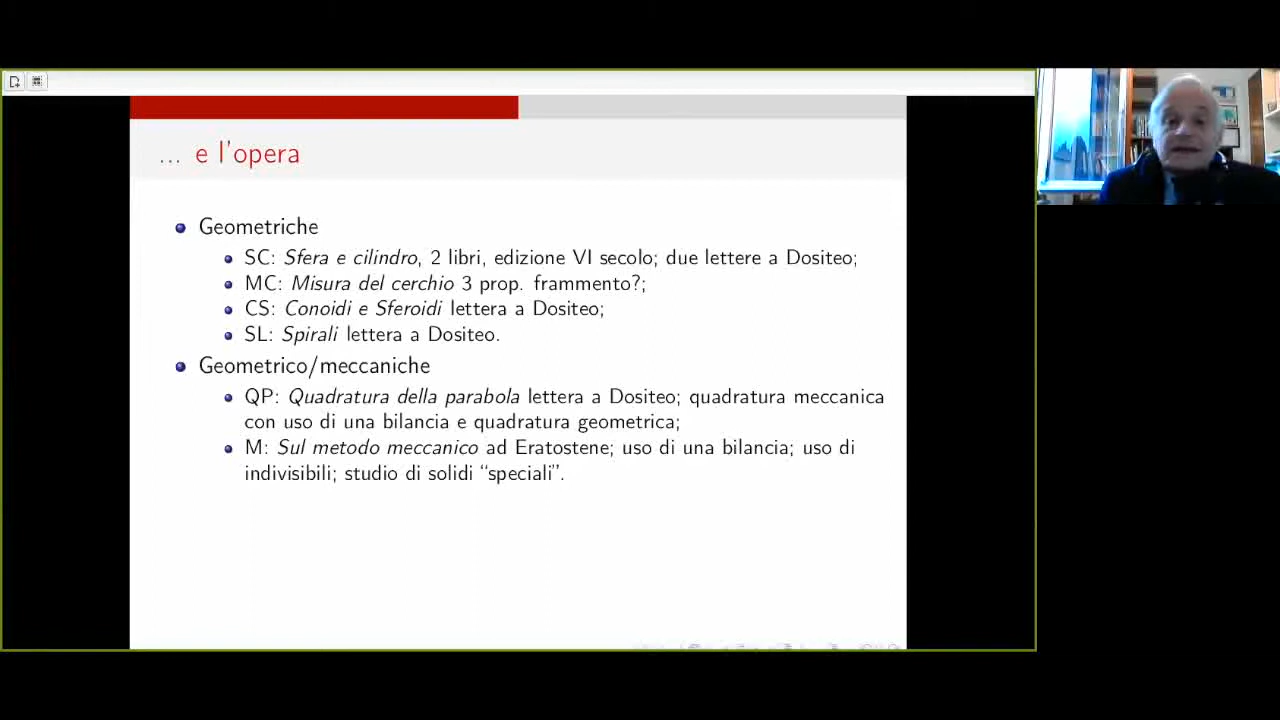 ... e l'opera
Geometriche
SC: Sfera e cilindro, 2 libri, edizione VI secolo; due lettere a Dositeo;
MC: Misura del cerchio 3 prop. frammento?;
CS: Conoidi e Sferoidi lettera a Dositeo;
SL: Spirali lettera a Dositeo.
Geometrico/meccaniche
QP: Quadratura della parabola lettera a Dositeo; quadratura meccanica
con uso di una bilancia e quadratura geometrica;
M: Sul metodo meccanico ad Eratostene; uso di una bilancia; uso di
indivisibili; studio di solidi “speciali”.